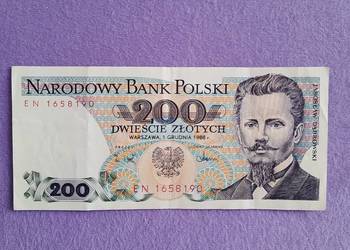 NARODOWY BANK POLSKI
EN 1658190
200
DWIEŚCIE ZŁOTYCH
WARSZAWA, 1 GRUDNIA 1988 r.
JAROSŁAW DĄBROWSKI
200
EN 1658190